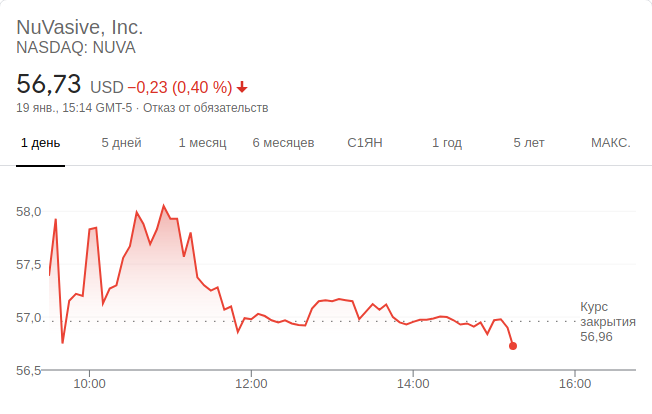 NuVasive, Inc.
NASDAQ: NUVA
56,73 USD −0,23 (0,40 %)
19 янв., 15:14 GMT-5 · Отказ от обязательств
1 день 5 дней 1 месяц 6 месяцев С1ЯН 1 год 5 лет МАКС.
58,0
57,5
57,0
56,5
Курс
закрытия
56,96
10:00 12:00 14:00 16:00